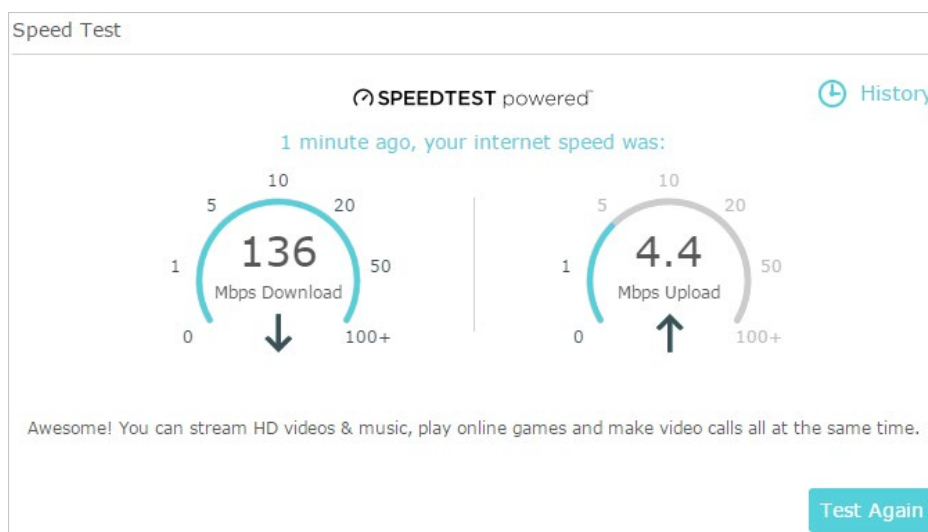 Speed Test
SPEEDTEST powered
History
1 minute ago, your internet speed was:
10
5 20
136
1 50
Mbps Download
0 100+
10
5 20
4.4
1 50
Mbps Upload
0 100+
Awesome! You can stream HD videos & music, play online games and make video calls all at the same time.
Test Again